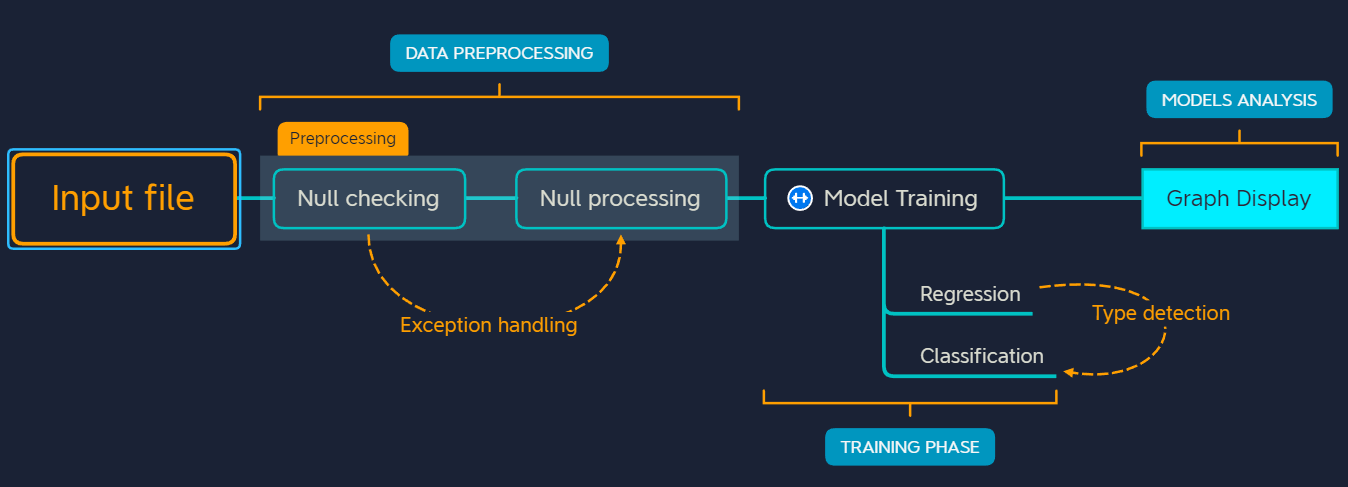 DATA PREPROCESSING
MODELS ANALYSIS
Preprocessing
Input file
Null checking
Null processing
Model Training
Graph Display
Regression
Type detection
Exception handling
Classification
TRAINING PHASE